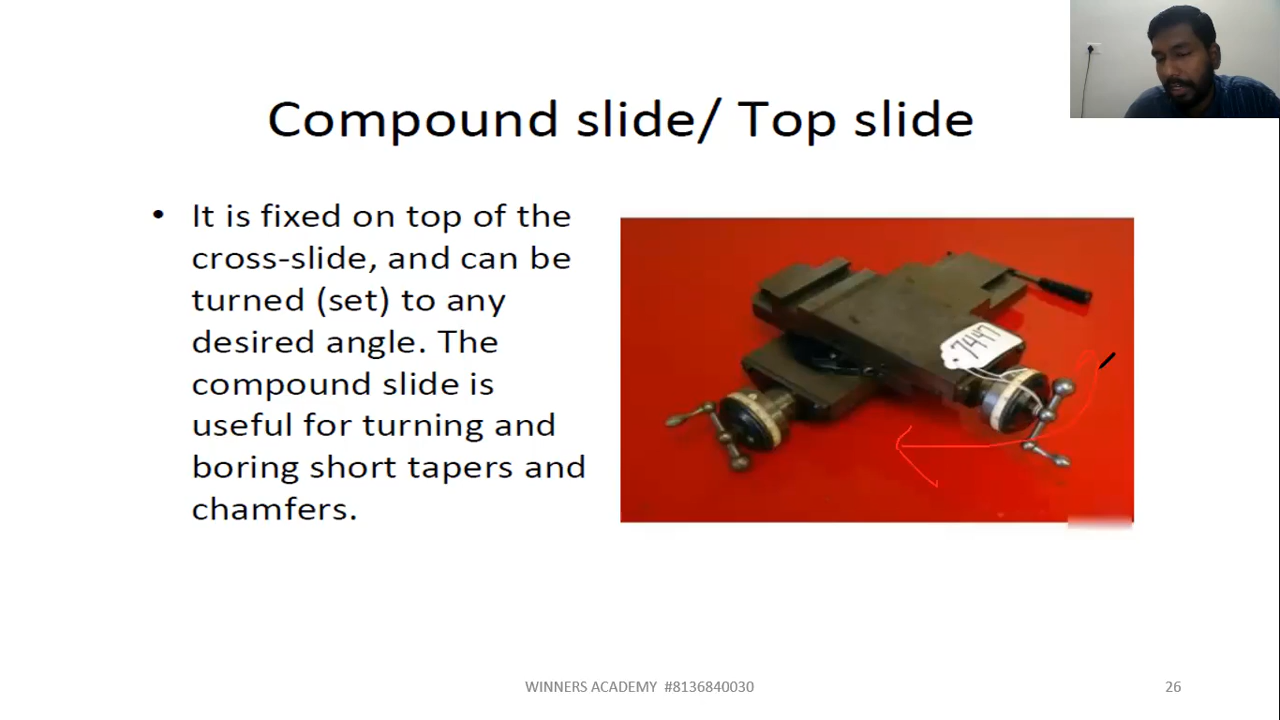 Compound slide/ Top slide
• It is fixed on top of the
cross-slide, and can be
turned (set) to any
desired angle. The
compound slide is
useful for turning and
boring short tapers and
chamfers.
7447
WINNERS ACADEMY #8136840030
26